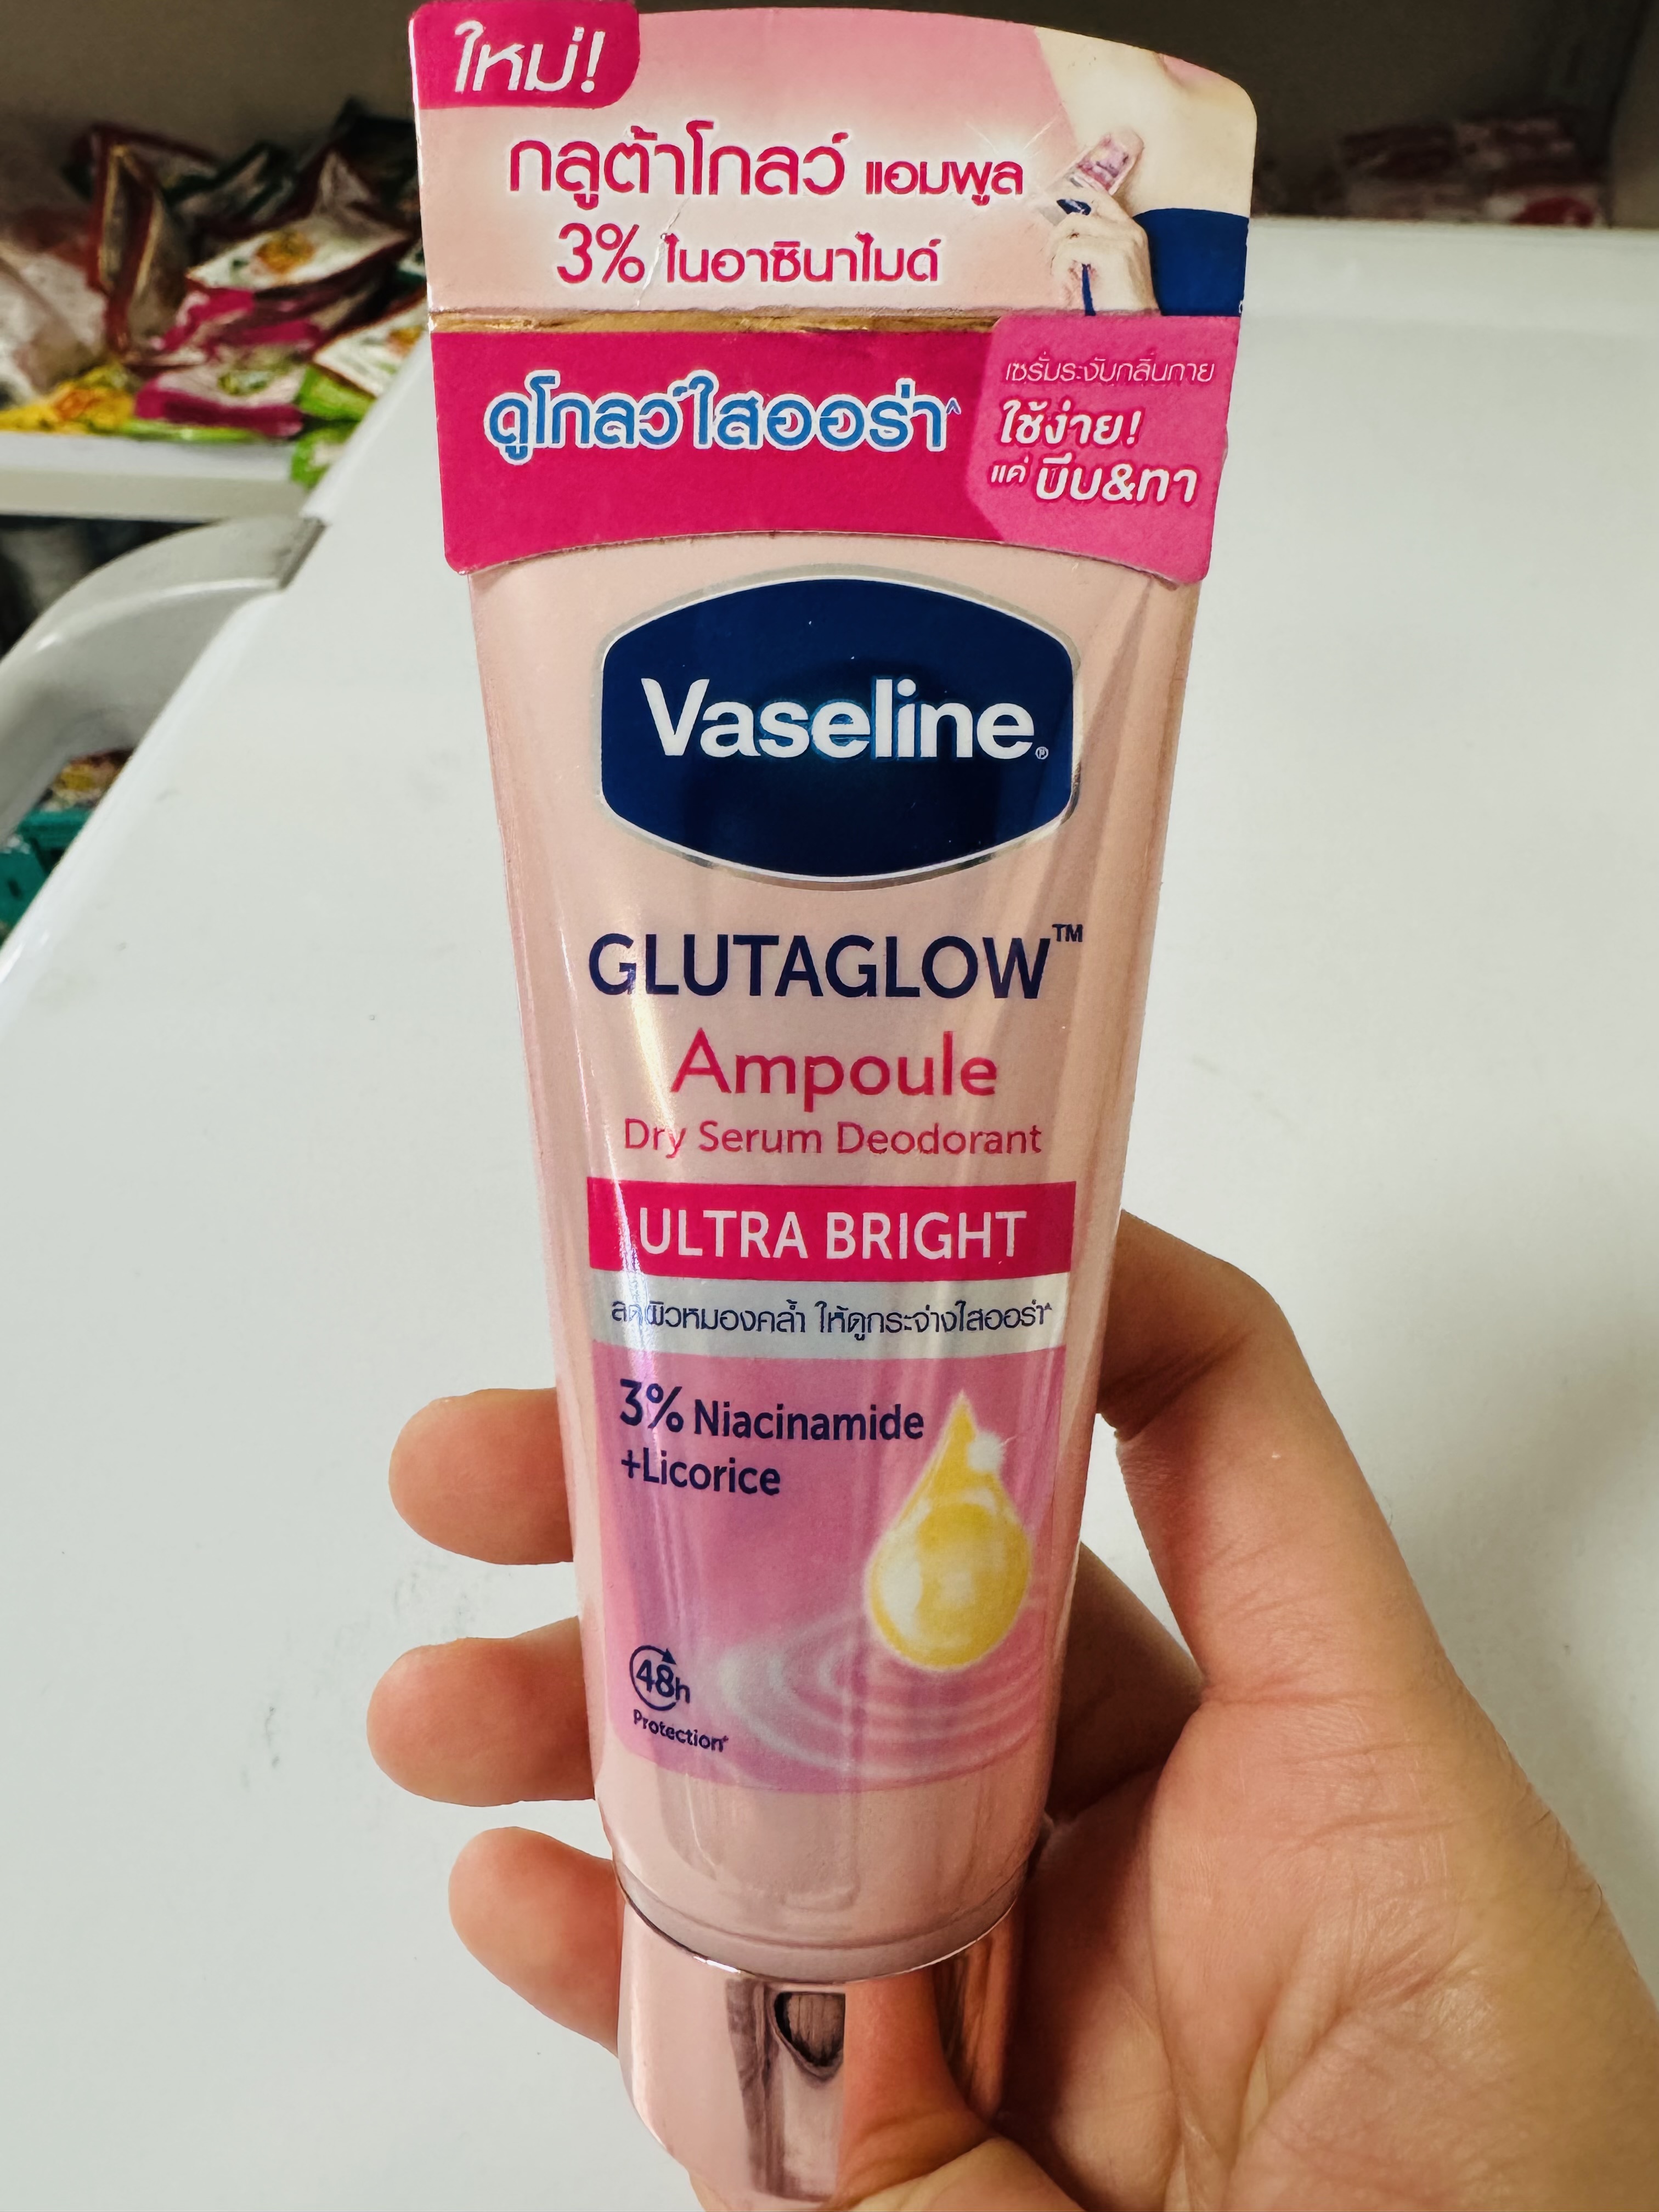 ใหม่!
กลูต้าโกลว์ แอมพูล
3% ไนอาซินาไมด์
ดูโกลว์ใสออร่า^
เซรั่มระงับกลิ่นกาย
ใช้ง่าย!
แค่ บีบ&ทา
Vaseline®
GLUTAGLOW™
Ampoule
Dry Serum Deodorant
ULTRA BRIGHT
ลดผิวหมองคล้ำ ให้ดูกระจ่างใสออร่า^
3% Niacinamide
+Licorice
48h
Protection*